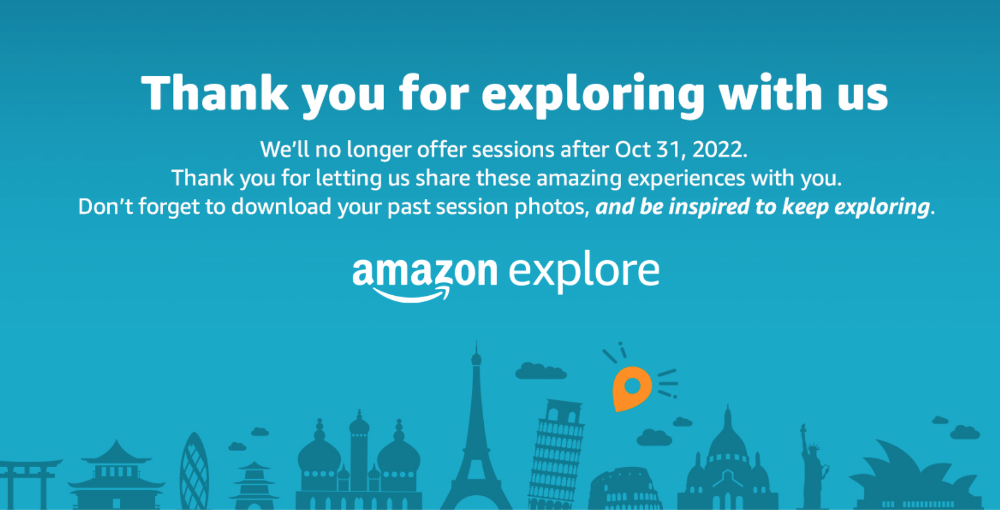 Thank you for exploring with us
We’ll no longer offer sessions after Oct 31, 2022.
Thank you for letting us share these amazing experiences with you.
Don’t forget to download your past session photos, and be inspired to keep exploring.
amazon explore